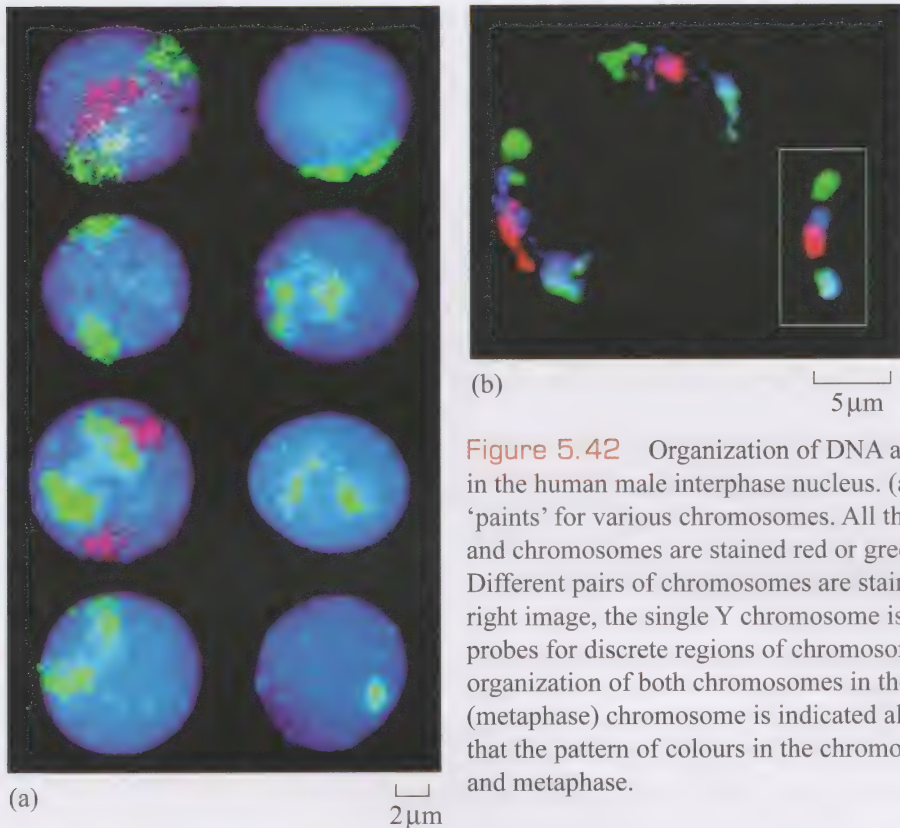 (a)
2 μm
(b)
5 μm
Figure 5.42 Organization of DNA a
in the human male interphase nucleus. (a
‘paints’ for various chromosomes. All th
and chromosomes are stained red or gree
Different pairs of chromosomes are stain
right image, the single Y chromosome is
probes for discrete regions of chromosom
organization of both chromosomes in the
(metaphase) chromosome is indicated al
that the pattern of colours in the chromo
and metaphase.